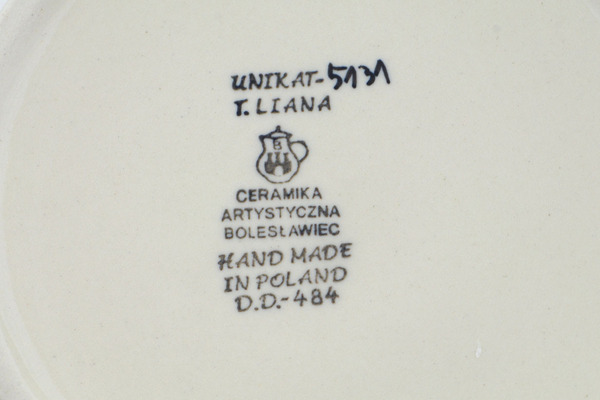 UNIKAT-5131
T. LIANA
B
CERAMIKA
ARTYSTYCZNA
BOLESŁAWIEC
HAND MADE
IN POLAND
D.D.-484